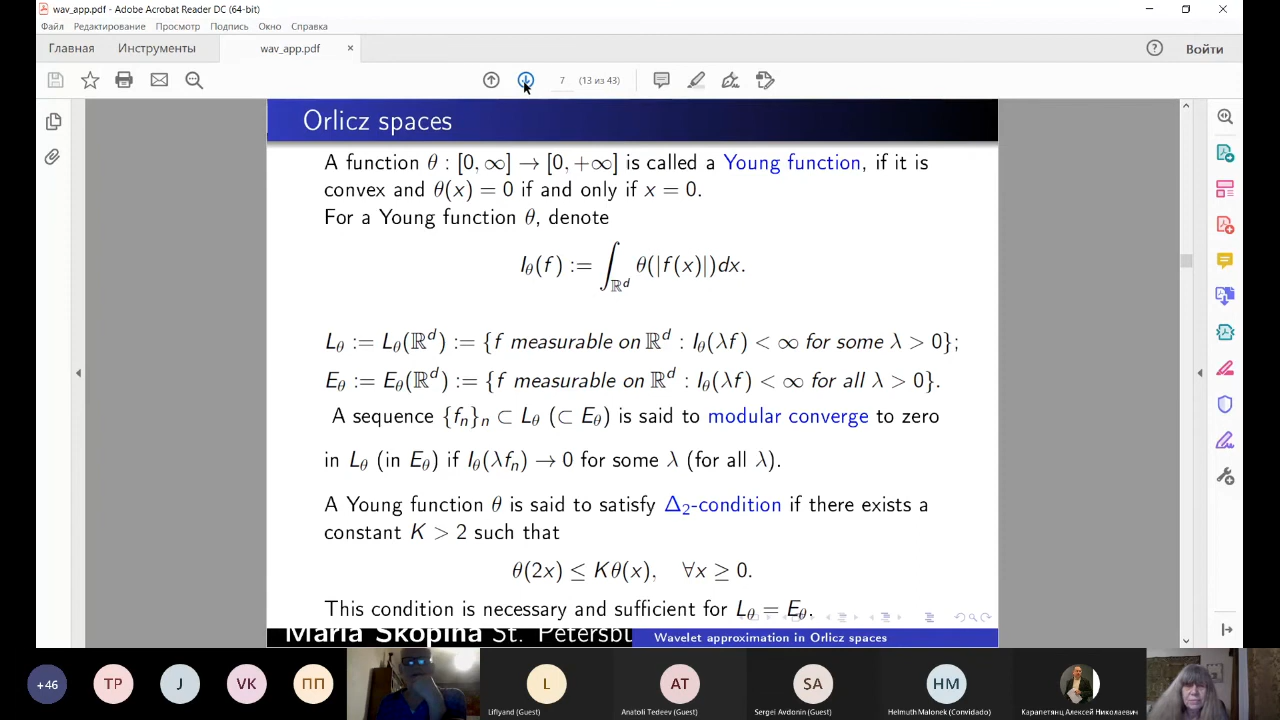 wav_app.pdf - Adobe Acrobat Reader DC (64-bit)
Файл Редактирование Просмотр Подпись Окно Справка
Главная Инструменты wav_app.pdf × Войти
7 (13 из 43)
Orlicz spaces
A function θ : [0, ∞] → [0, +∞] is called a Young function, if it is
convex and θ(x) = 0 if and only if x = 0.
For a Young function θ, denote
I_θ(f) := ∫_{ℝ^d} θ(|f(x)|)dx.
L_θ := L_θ(ℝ^d) := {f measurable on ℝ^d : I_θ(λf) < ∞ for some λ > 0};
E_θ := E_θ(ℝ^d) := {f measurable on ℝ^d : I_θ(λf) < ∞ for all λ > 0}.
A sequence {f_n}_n ⊂ L_θ (⊂ E_θ) is said to modular converge to zero
in L_θ (in E_θ) if I_θ(λf_n) → 0 for some λ (for all λ).
A Young function θ is said to satisfy Δ₂-condition if there exists a
constant K > 2 such that
θ(2x) ≤ Kθ(x), ∀x ≥ 0.
This condition is necessary and sufficient for L_θ = E_θ.
Maria Skopina St. Petersbu Wavelet approximation in Orlicz spaces
+46 TP J VK ПП L AT SA HM
Liflyand (Guest) Anatoli Tedeev (Guest) Sergei Avdonin (Guest) Helmuth Malonek (Convidado) Карапетянц Алексей Николаевич